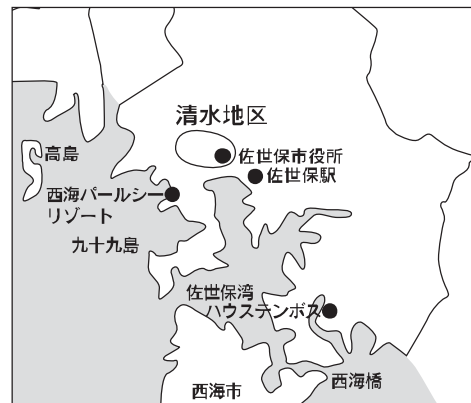 清水地区
佐世保市役所
佐世保駅
高島
西海パールシー
リゾート
九十九島
佐世保湾
ハウステンボス
西海橋
西海市